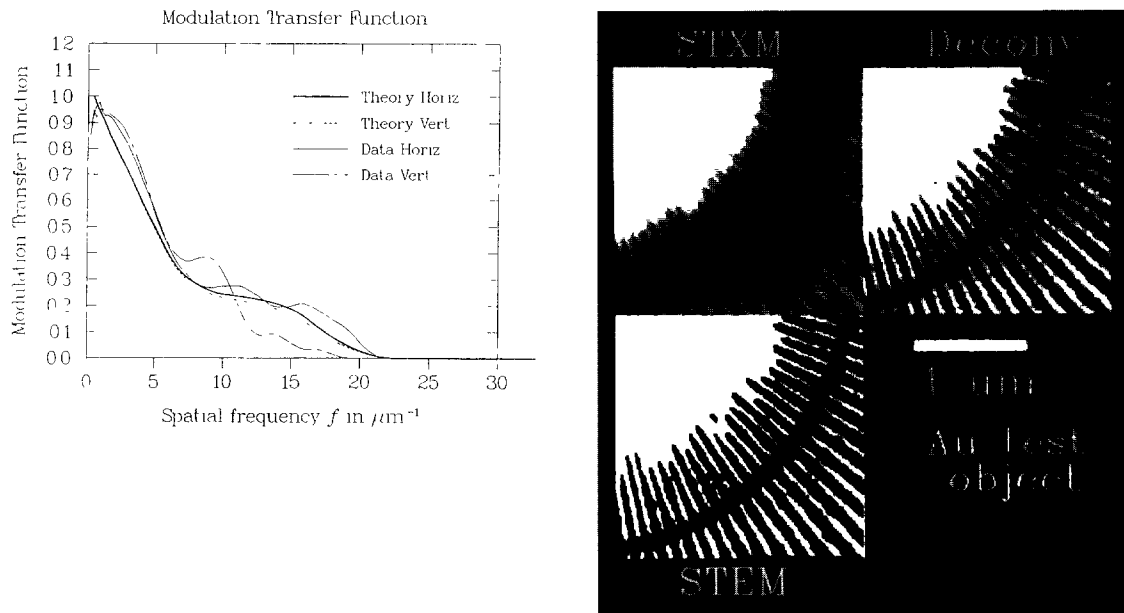 Modulation Transfer Function
Modulation Transfer Function
1.2
1.1
1.0
0.9
0.8
0.7
0.6
0.5
0.4
0.3
0.2
0.1
0.0
0 5 10 15 20 25 30
Spatial frequency f in μm⁻¹
Theory Horiz
Theory Vert
Data Horiz
Data Vert
STXM
Deconv
1 um
Au test
object
STEM